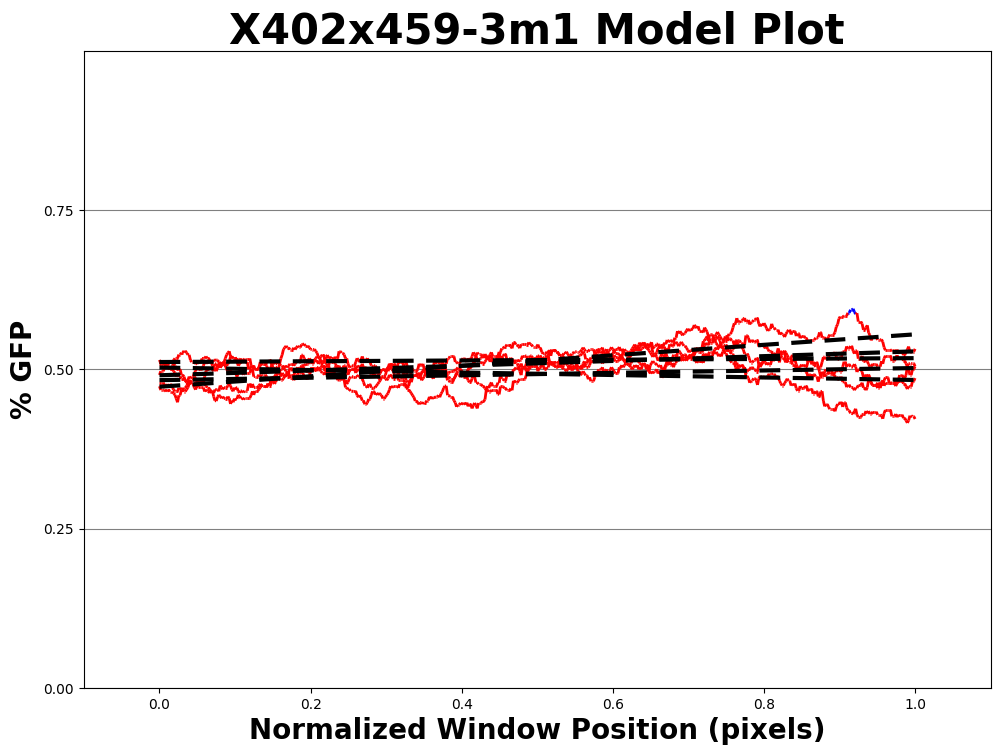 X402x459-3m1 Model Plot
% GFP
0.75
0.50
0.25
0.00
0.0 0.2 0.4 0.6 0.8 1.0
Normalized Window Position (pixels)